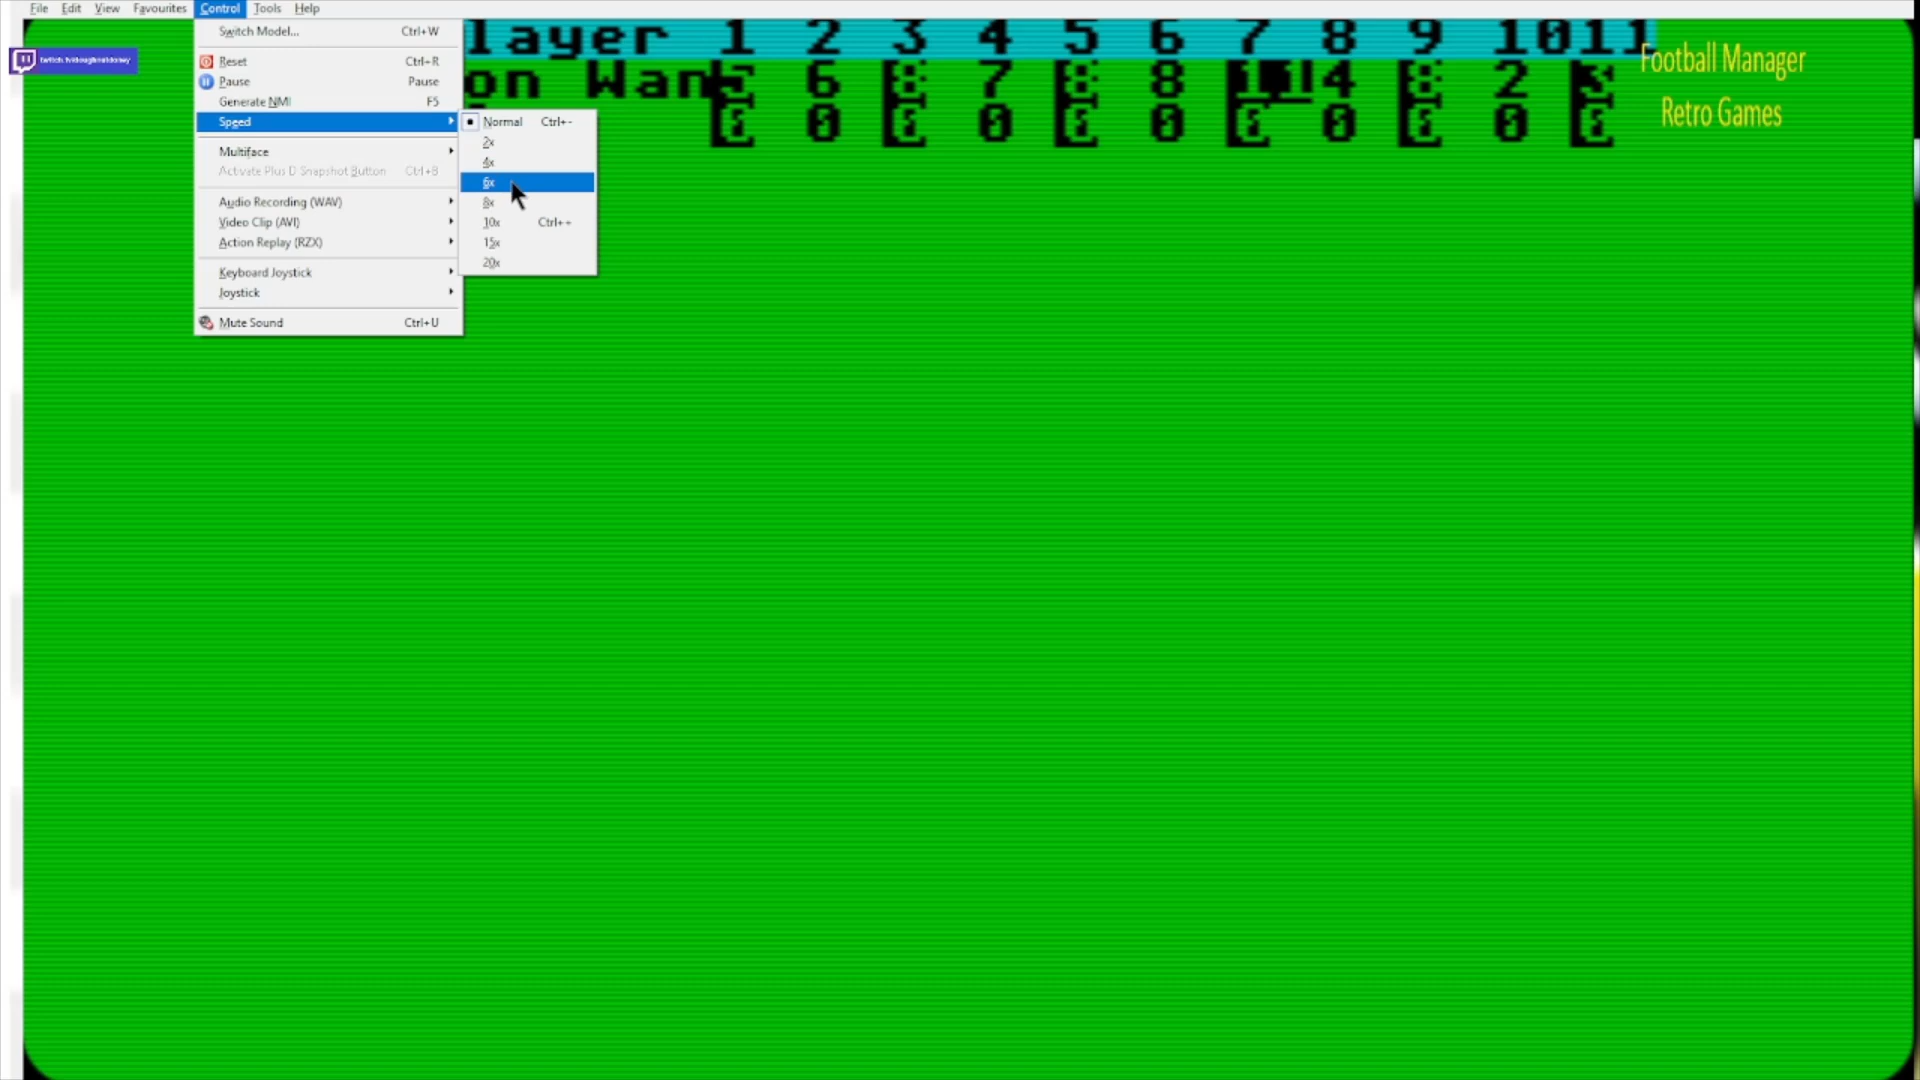 File Edit View Favourites Control Tools Help
Switch Model... Ctrl+W
Reset Ctrl+R
Pause Pause
Generate NMI F5
Speed
Multiface
Activate Plus D Snapshot Button Ctrl+B
Audio Recording (WAV)
Video Clip (AVI)
Action Replay (RZX)
Keyboard Joystick
Joystick
Mute Sound Ctrl+U
Normal Ctrl+-
2x
4x
6x
8x
10x Ctrl++
15x
20x
layer 1 2 3 4 5 6 7 8 9 1011
on Wan 6 7 8 4 2
0 0 0 0 0
Football Manager
Retro Games